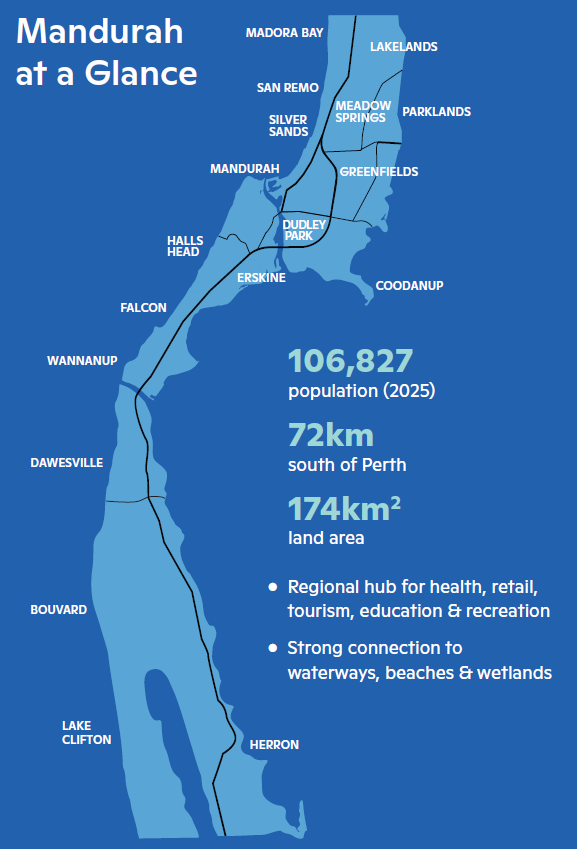 Mandurah
at a Glance
MADORA BAY
LAKELANDS
SAN REMO
MEADOW
SPRINGS
PARKLANDS
SILVER
SANDS
MANDURAH
GREENFIELDS
DUDLEY
PARK
HALLS
HEAD
ERSKINE
COODANUP
FALCON
WANNANUP
106,827
population (2025)
72km
south of Perth
DAWESVILLE
174km²
land area
• Regional hub for health, retail,
tourism, education & recreation
BOUVARD
• Strong connection to
waterways, beaches & wetlands
LAKE
CLIFTON
HERRON